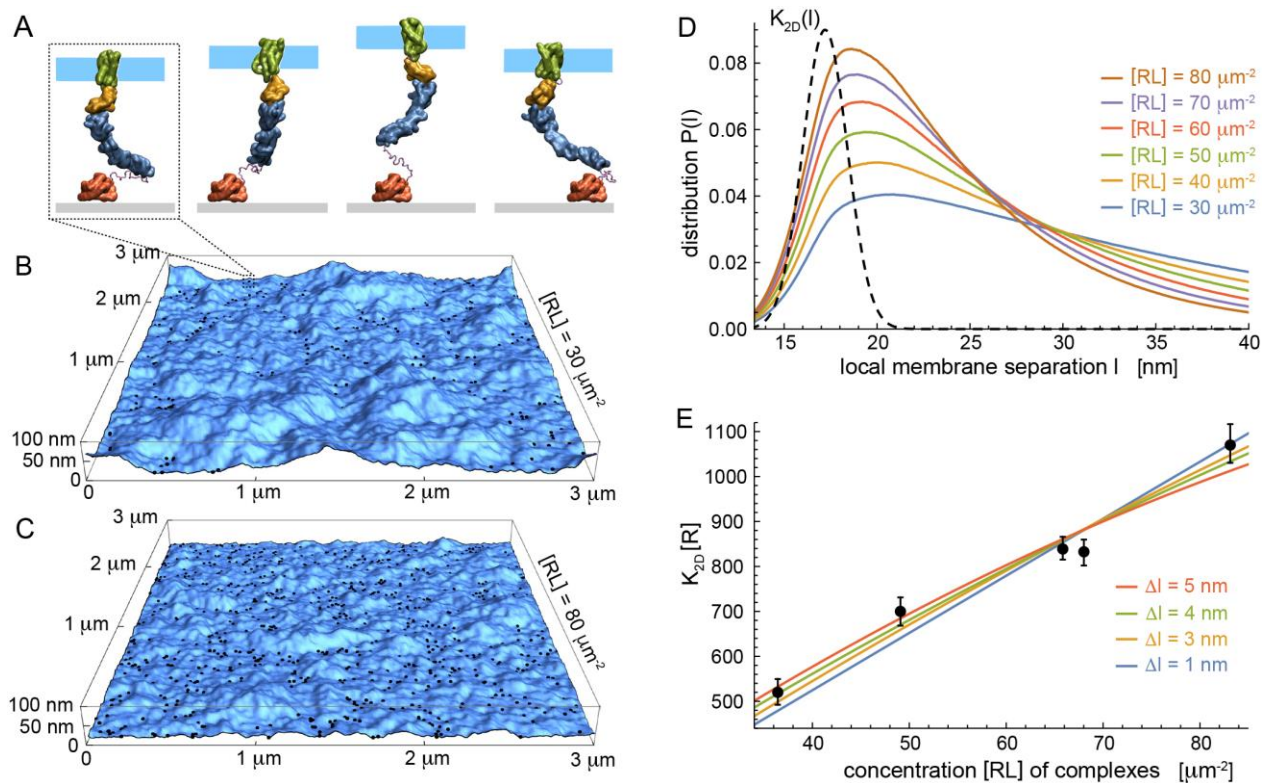 A
B
3 μm
2 μm
1 μm
[RL] = 30 μm-2
100 nm
50 nm
0
0
1 μm
2 μm
3 μm
C
3 μm
2 μm
1 μm
[RL] = 80 μm-2
100 nm
50 nm
0
0
1 μm
2 μm
3 μm
D
K2D(l)
distribution P(l)
0.08
0.06
0.04
0.02
0.00
[RL] = 80 μm-2
[RL] = 70 μm-2
[RL] = 60 μm-2
[RL] = 50 μm-2
[RL] = 40 μm-2
[RL] = 30 μm-2
15 20 25 30 35 40
local membrane separation l [nm]
E
K2D[R]
1100
1000
900
800
700
600
500
Δl = 5 nm
Δl = 4 nm
Δl = 3 nm
Δl = 1 nm
40 50 60 70 80
concentration [RL] of complexes [μm-2]